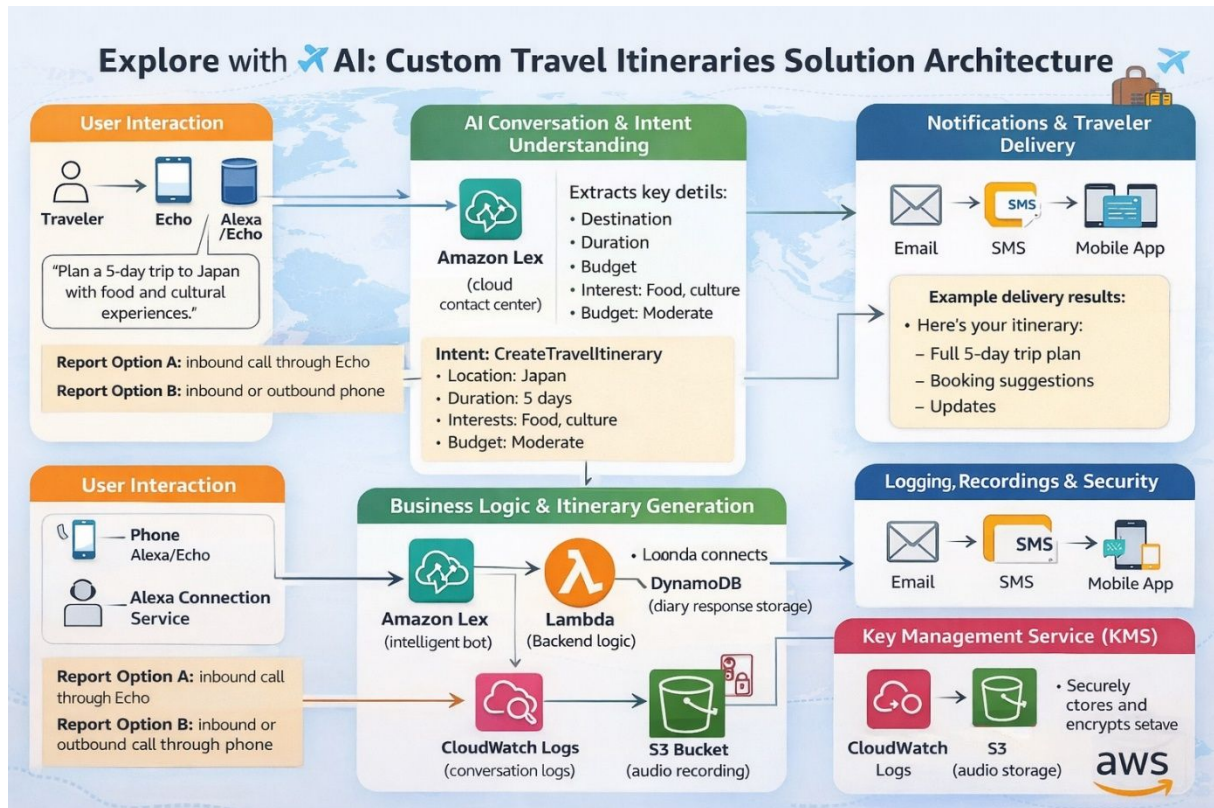 Explore with AI: Custom Travel Itineraries Solution Architecture
User Interaction
Traveler
Echo
Alexa
/Echo
“Plan a 5-day trip to Japan
with food and cultural
experiences.”
Report Option A: inbound call through Echo
Report Option B: inbound or outbound phone
AI Conversation & Intent
Understanding
Amazon Lex
(cloud
contact center)
Extracts key detils:
• Destination
• Duration
• Budget
• Interest: Food, culture
• Budget: Moderate
Intent: CreateTravelItinerary
• Location: Japan
• Duration: 5 days
• Interests: Food, culture
• Budget: Moderate
Notifications & Traveler
Delivery
SMS
Email
SMS
Mobile App
Example delivery results:
• Here’s your itinerary:
– Full 5-day trip plan
– Booking suggestions
– Updates
User Interaction
Phone
Alexa/Echo
Alexa Connection
Service
Report Option A: inbound call
through Echo
Report Option B: inbound or
outbound call through phone
Business Logic & Itinerary Generation
Amazon Lex
(intelligent bot)
Lambda
(Backend logic)
• Loonda connects
DynamoDB
(diary response storage)
CloudWatch Logs
(conversation logs)
S3 Bucket
(audio recording)
Logging, Recordings & Security
SMS
Email
SMS
Mobile App
Key Management Service (KMS)
CloudWatch
Logs
S3
(audio storage)
• Securely
ctores and
encrypts setave
aws